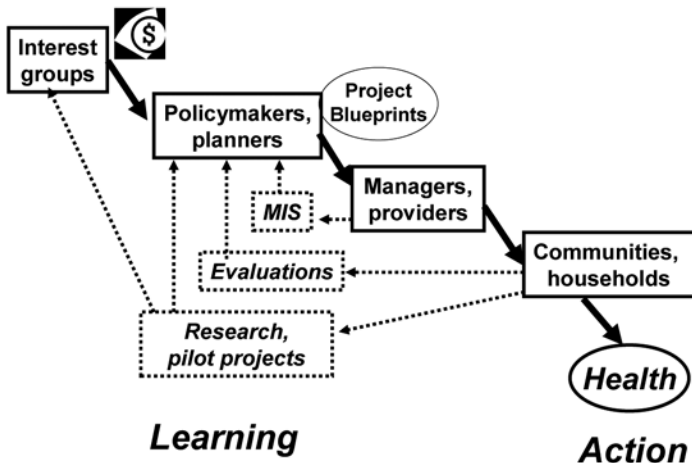 Interest
groups
$
Policymakers,
planners
Project
Blueprints
Managers,
providers
MIS
Communities,
households
Evaluations
Research,
pilot projects
Health
Learning
Action